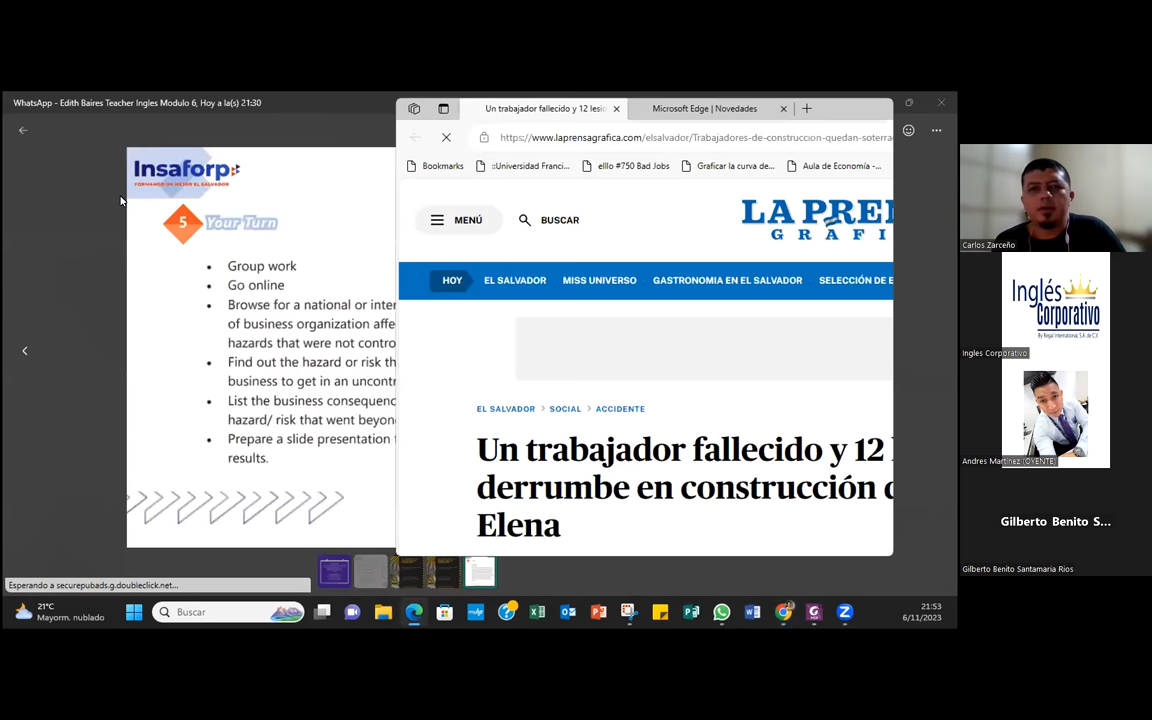 WhatsApp - Edith Baires Teacher Ingles Modulo 6, Hoy a la(s) 21:30
Insaforp
FORMANDO UN MEJOR EL SALVADOR
5 Your Turn
Group work
Go online
Browse for a national or inter
of business organization affe
hazards that were not contro
Find out the hazard or risk th
business to get in an uncontr
List the business consequenc
hazard/ risk that went beyon
Prepare a slide presentation
results.
Un trabajador fallecido y 12 lesio
Microsoft Edge | Novedades
https://www.laprensagrafica.com/elsalvador/Trabajadores-de-construccion-quedan-soterra
Bookmarks
::Universidad Franci...
elllo #750 Bad Jobs
Graficar la curva de...
Aula de Economía -...
MENÚ
BUSCAR
LA PREN
GRÁFI
HOY
EL SALVADOR
MISS UNIVERSO
GASTRONOMIA EN EL SALVADOR
SELECCIÓN DE E
EL SALVADOR > SOCIAL > ACCIDENTE
Un trabajador fallecido y 12
derrumbe en construcción
Elena
Esperando a securepubads.g.doubleclick.net...
21°C
Mayorm. nublado
Buscar
21:53
6/11/2023
Carlos Zarceño
Inglés
Corporativo
By Regal International, S.A. de C.V.
Ingles Corporativo
Andres Martinez (OYENTE)
Gilberto Benito S...
Gilberto Benito Santamaria Rios